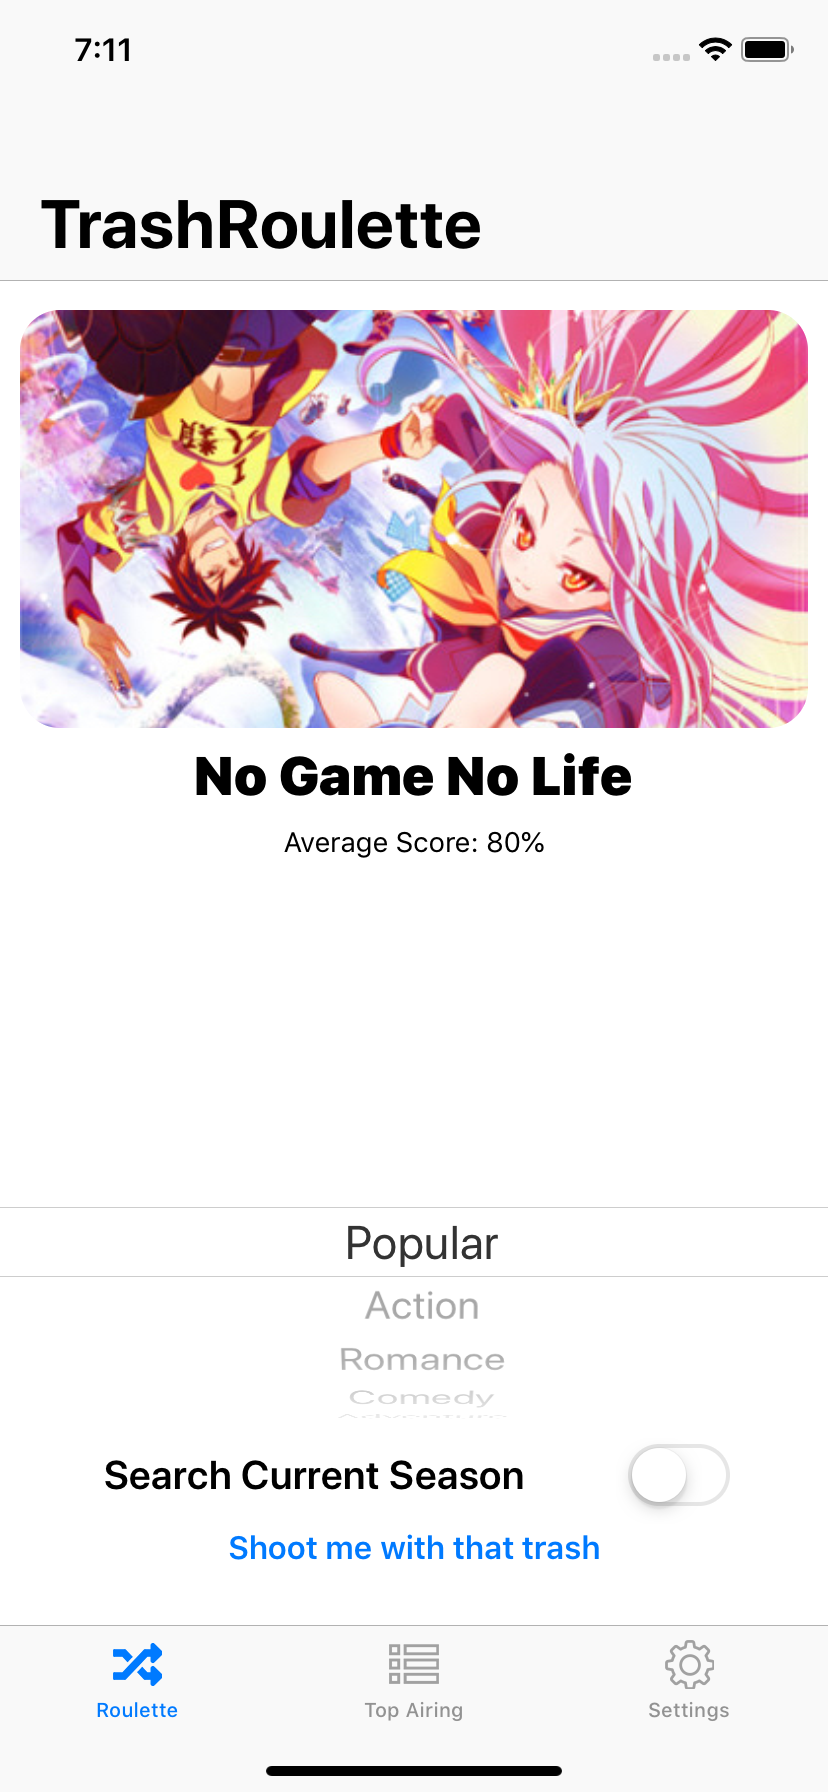 7:11
TrashRoulette
No Game No Life
Average Score: 80%
Popular
Action
Romance
Comedy
Adventure
Search Current Season
Shoot me with that trash
Roulette
Top Airing
Settings